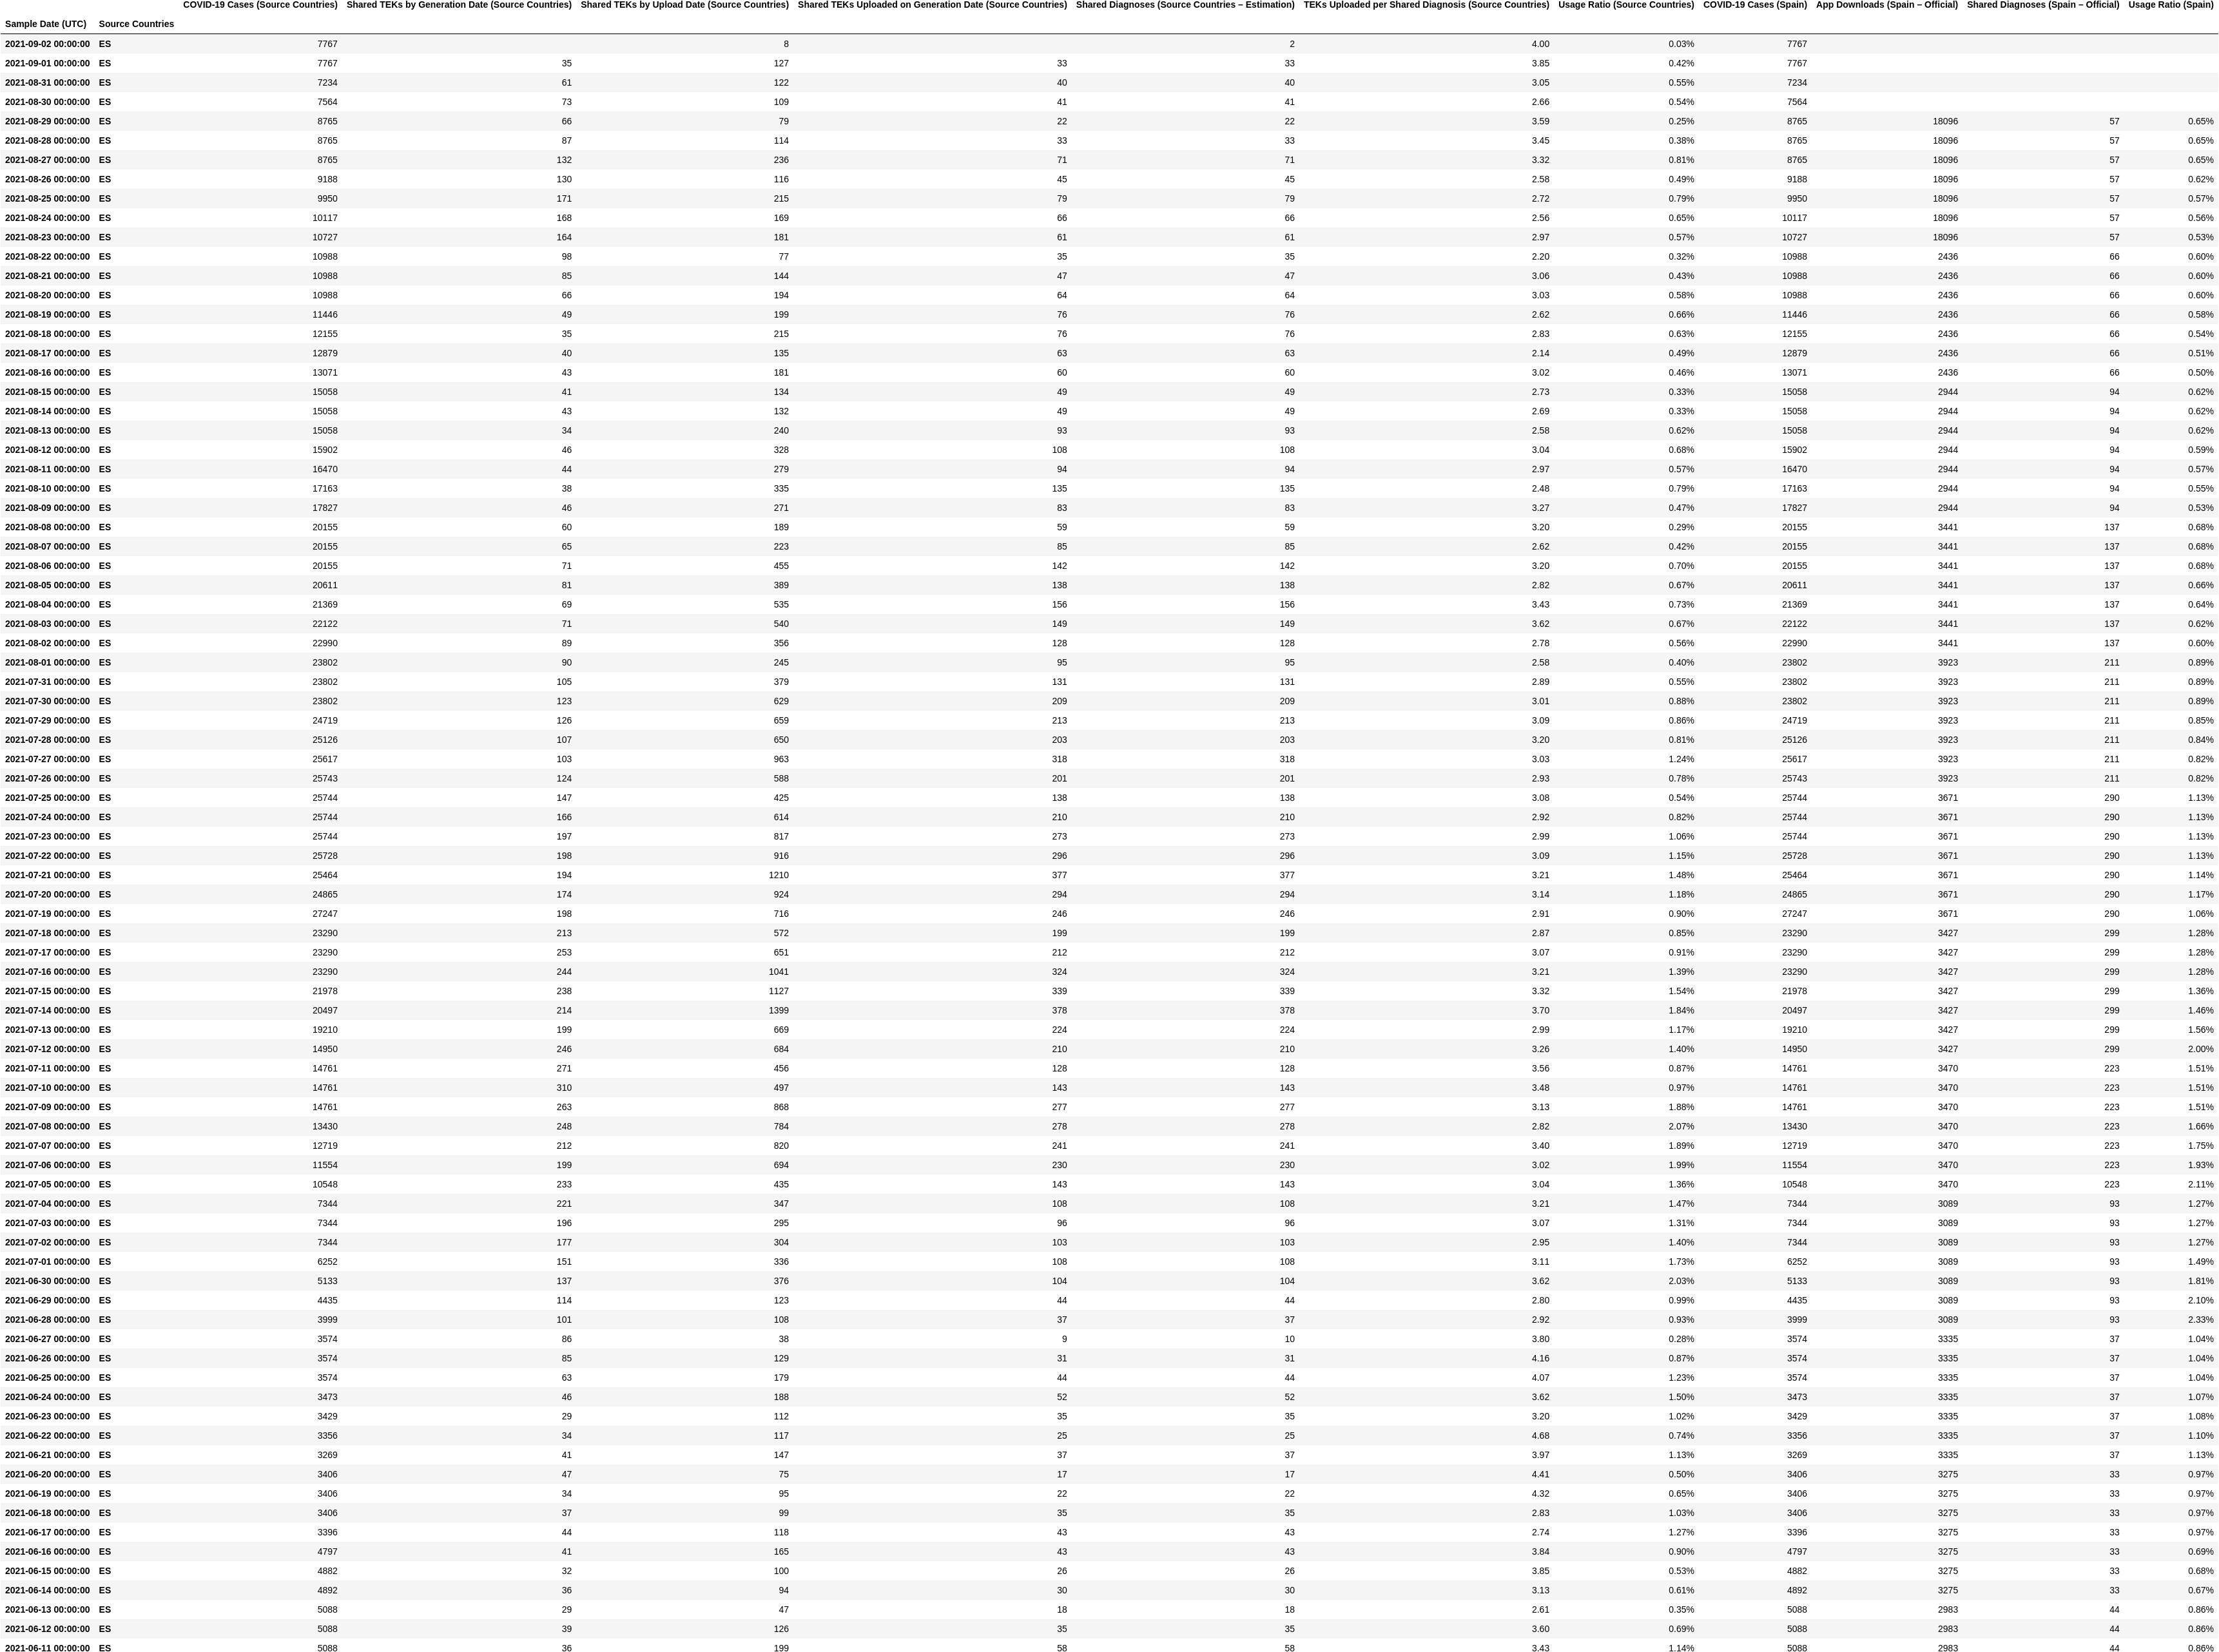 COVID-19 Cases (Source Countries) Shared TEKs by Generation Date (Source Countries) Shared TEKs by Upload Date (Source Countries) Shared TEKs Uploaded on Generation Date (Source Countries) Shared Diagnoses (Source Countries – Estimation) TEKs Uploaded per Shared Diagnosis (Source Countries) Usage Ratio (Source Countries) COVID-19 Cases (Spain) App Downloads (Spain – Official) Shared Diagnoses (Spain – Official) Usage Ratio (Spain)
Sample Date (UTC) Source Countries
2021-09-02 00:00:00 ES 7767 8 2 4.00 0.03% 7767
2021-09-01 00:00:00 ES 7767 35 127 33 33 3.85 0.42% 7767
2021-08-31 00:00:00 ES 7234 61 122 40 40 3.05 0.55% 7234
2021-08-30 00:00:00 ES 7564 73 109 41 41 2.66 0.54% 7564
2021-08-29 00:00:00 ES 8765 66 79 22 22 3.59 0.25% 8765 18096 57 0.65%
2021-08-28 00:00:00 ES 8765 87 114 33 33 3.45 0.38% 8765 18096 57 0.65%
2021-08-27 00:00:00 ES 8765 132 236 71 71 3.32 0.81% 8765 18096 57 0.65%
2021-08-26 00:00:00 ES 9188 130 116 45 45 2.58 0.49% 9188 18096 57 0.62%
2021-08-25 00:00:00 ES 9950 171 215 79 79 2.72 0.79% 9950 18096 57 0.57%
2021-08-24 00:00:00 ES 10117 168 169 66 66 2.56 0.65% 10117 18096 57 0.56%
2021-08-23 00:00:00 ES 10727 164 181 61 61 2.97 0.57% 10727 18096 57 0.53%
2021-08-22 00:00:00 ES 10988 98 77 35 35 2.20 0.32% 10988 2436 66 0.60%
2021-08-21 00:00:00 ES 10988 85 144 47 47 3.06 0.43% 10988 2436 66 0.60%
2021-08-20 00:00:00 ES 10988 66 194 64 64 3.03 0.58% 10988 2436 66 0.60%
2021-08-19 00:00:00 ES 11446 49 199 76 76 2.62 0.66% 11446 2436 66 0.58%
2021-08-18 00:00:00 ES 12155 35 215 76 76 2.83 0.63% 12155 2436 66 0.54%
2021-08-17 00:00:00 ES 12879 40 135 63 63 2.14 0.49% 12879 2436 66 0.51%
2021-08-16 00:00:00 ES 13071 43 181 60 60 3.02 0.46% 13071 2436 66 0.50%
2021-08-15 00:00:00 ES 15058 41 134 49 49 2.73 0.33% 15058 2944 94 0.62%
2021-08-14 00:00:00 ES 15058 43 132 49 49 2.69 0.33% 15058 2944 94 0.62%
2021-08-13 00:00:00 ES 15058 34 240 93 93 2.58 0.62% 15058 2944 94 0.62%
2021-08-12 00:00:00 ES 15902 46 328 108 108 3.04 0.68% 15902 2944 94 0.59%
2021-08-11 00:00:00 ES 16470 44 279 94 94 2.97 0.57% 16470 2944 94 0.57%
2021-08-10 00:00:00 ES 17163 38 335 135 135 2.48 0.79% 17163 2944 94 0.55%
2021-08-09 00:00:00 ES 17827 46 271 83 83 3.27 0.47% 17827 2944 94 0.53%
2021-08-08 00:00:00 ES 20155 60 189 59 59 3.20 0.29% 20155 3441 137 0.68%
2021-08-07 00:00:00 ES 20155 65 223 85 85 2.62 0.42% 20155 3441 137 0.68%
2021-08-06 00:00:00 ES 20155 71 455 142 142 3.20 0.70% 20155 3441 137 0.68%
2021-08-05 00:00:00 ES 20611 81 389 138 138 2.82 0.67% 20611 3441 137 0.66%
2021-08-04 00:00:00 ES 21369 69 535 156 156 3.43 0.73% 21369 3441 137 0.64%
2021-08-03 00:00:00 ES 22122 71 540 149 149 3.62 0.67% 22122 3441 137 0.62%
2021-08-02 00:00:00 ES 22990 89 356 128 128 2.78 0.56% 22990 3441 137 0.60%
2021-08-01 00:00:00 ES 23802 90 245 95 95 2.58 0.40% 23802 3923 211 0.89%
2021-07-31 00:00:00 ES 23802 105 379 131 131 2.89 0.55% 23802 3923 211 0.89%
2021-07-30 00:00:00 ES 23802 123 629 209 209 3.01 0.88% 23802 3923 211 0.89%
2021-07-29 00:00:00 ES 24719 126 659 213 213 3.09 0.86% 24719 3923 211 0.85%
2021-07-28 00:00:00 ES 25126 107 650 203 203 3.20 0.81% 25126 3923 211 0.84%
2021-07-27 00:00:00 ES 25617 103 963 318 318 3.03 1.24% 25617 3923 211 0.82%
2021-07-26 00:00:00 ES 25743 124 588 201 201 2.93 0.78% 25743 3923 211 0.82%
2021-07-25 00:00:00 ES 25744 147 425 138 138 3.08 0.54% 25744 3671 290 1.13%
2021-07-24 00:00:00 ES 25744 166 614 210 210 2.92 0.82% 25744 3671 290 1.13%
2021-07-23 00:00:00 ES 25744 197 817 273 273 2.99 1.06% 25744 3671 290 1.13%
2021-07-22 00:00:00 ES 25728 198 916 296 296 3.09 1.15% 25728 3671 290 1.13%
2021-07-21 00:00:00 ES 25464 194 1210 377 377 3.21 1.48% 25464 3671 290 1.14%
2021-07-20 00:00:00 ES 24865 174 924 294 294 3.14 1.18% 24865 3671 290 1.17%
2021-07-19 00:00:00 ES 27247 198 716 246 246 2.91 0.90% 27247 3671 290 1.06%
2021-07-18 00:00:00 ES 23290 213 572 199 199 2.87 0.85% 23290 3427 299 1.28%
2021-07-17 00:00:00 ES 23290 253 651 212 212 3.07 0.91% 23290 3427 299 1.28%
2021-07-16 00:00:00 ES 23290 244 1041 324 324 3.21 1.39% 23290 3427 299 1.28%
2021-07-15 00:00:00 ES 21978 238 1127 339 339 3.32 1.54% 21978 3427 299 1.36%
2021-07-14 00:00:00 ES 20497 214 1399 378 378 3.70 1.84% 20497 3427 299 1.46%
2021-07-13 00:00:00 ES 19210 199 669 224 224 2.99 1.17% 19210 3427 299 1.56%
2021-07-12 00:00:00 ES 14950 246 684 210 210 3.26 1.40% 14950 3427 299 2.00%
2021-07-11 00:00:00 ES 14761 271 456 128 128 3.56 0.87% 14761 3470 223 1.51%
2021-07-10 00:00:00 ES 14761 310 497 143 143 3.48 0.97% 14761 3470 223 1.51%
2021-07-09 00:00:00 ES 14761 263 868 277 277 3.13 1.88% 14761 3470 223 1.51%
2021-07-08 00:00:00 ES 13430 248 784 278 278 2.82 2.07% 13430 3470 223 1.66%
2021-07-07 00:00:00 ES 12719 212 820 241 241 3.40 1.89% 12719 3470 223 1.75%
2021-07-06 00:00:00 ES 11554 199 694 230 230 3.02 1.99% 11554 3470 223 1.93%
2021-07-05 00:00:00 ES 10548 233 435 143 143 3.04 1.36% 10548 3470 223 2.11%
2021-07-04 00:00:00 ES 7344 221 347 108 108 3.21 1.47% 7344 3089 93 1.27%
2021-07-03 00:00:00 ES 7344 196 295 96 96 3.07 1.31% 7344 3089 93 1.27%
2021-07-02 00:00:00 ES 7344 177 304 103 103 2.95 1.40% 7344 3089 93 1.27%
2021-07-01 00:00:00 ES 6252 151 336 108 108 3.11 1.73% 6252 3089 93 1.49%
2021-06-30 00:00:00 ES 5133 137 376 104 104 3.62 2.03% 5133 3089 93 1.81%
2021-06-29 00:00:00 ES 4435 114 123 44 44 2.80 0.99% 4435 3089 93 2.10%
2021-06-28 00:00:00 ES 3999 101 108 37 37 2.92 0.93% 3999 3089 93 2.33%
2021-06-27 00:00:00 ES 3574 86 38 9 10 3.80 0.28% 3574 3335 37 1.04%
2021-06-26 00:00:00 ES 3574 85 129 31 31 4.16 0.87% 3574 3335 37 1.04%
2021-06-25 00:00:00 ES 3574 63 179 44 44 4.07 1.23% 3574 3335 37 1.04%
2021-06-24 00:00:00 ES 3473 46 188 52 52 3.62 1.50% 3473 3335 37 1.07%
2021-06-23 00:00:00 ES 3429 29 112 35 35 3.20 1.02% 3429 3335 37 1.08%
2021-06-22 00:00:00 ES 3356 34 117 25 25 4.68 0.74% 3356 3335 37 1.10%
2021-06-21 00:00:00 ES 3269 41 147 37 37 3.97 1.13% 3269 3335 37 1.13%
2021-06-20 00:00:00 ES 3406 47 75 17 17 4.41 0.50% 3406 3275 33 0.97%
2021-06-19 00:00:00 ES 3406 34 95 22 22 4.32 0.65% 3406 3275 33 0.97%
2021-06-18 00:00:00 ES 3406 37 99 35 35 2.83 1.03% 3406 3275 33 0.97%
2021-06-17 00:00:00 ES 3396 44 118 43 43 2.74 1.27% 3396 3275 33 0.97%
2021-06-16 00:00:00 ES 4797 41 165 43 43 3.84 0.90% 4797 3275 33 0.69%
2021-06-15 00:00:00 ES 4882 32 100 26 26 3.85 0.53% 4882 3275 33 0.68%
2021-06-14 00:00:00 ES 4892 36 94 30 30 3.13 0.61% 4892 3275 33 0.67%
2021-06-13 00:00:00 ES 5088 29 47 18 18 2.61 0.35% 5088 2983 44 0.86%
2021-06-12 00:00:00 ES 5088 39 126 35 35 3.60 0.69% 5088 2983 44 0.86%
2021-06-11 00:00:00 ES 5088 36 199 58 58 3.43 1.14% 5088 2983 44 0.86%